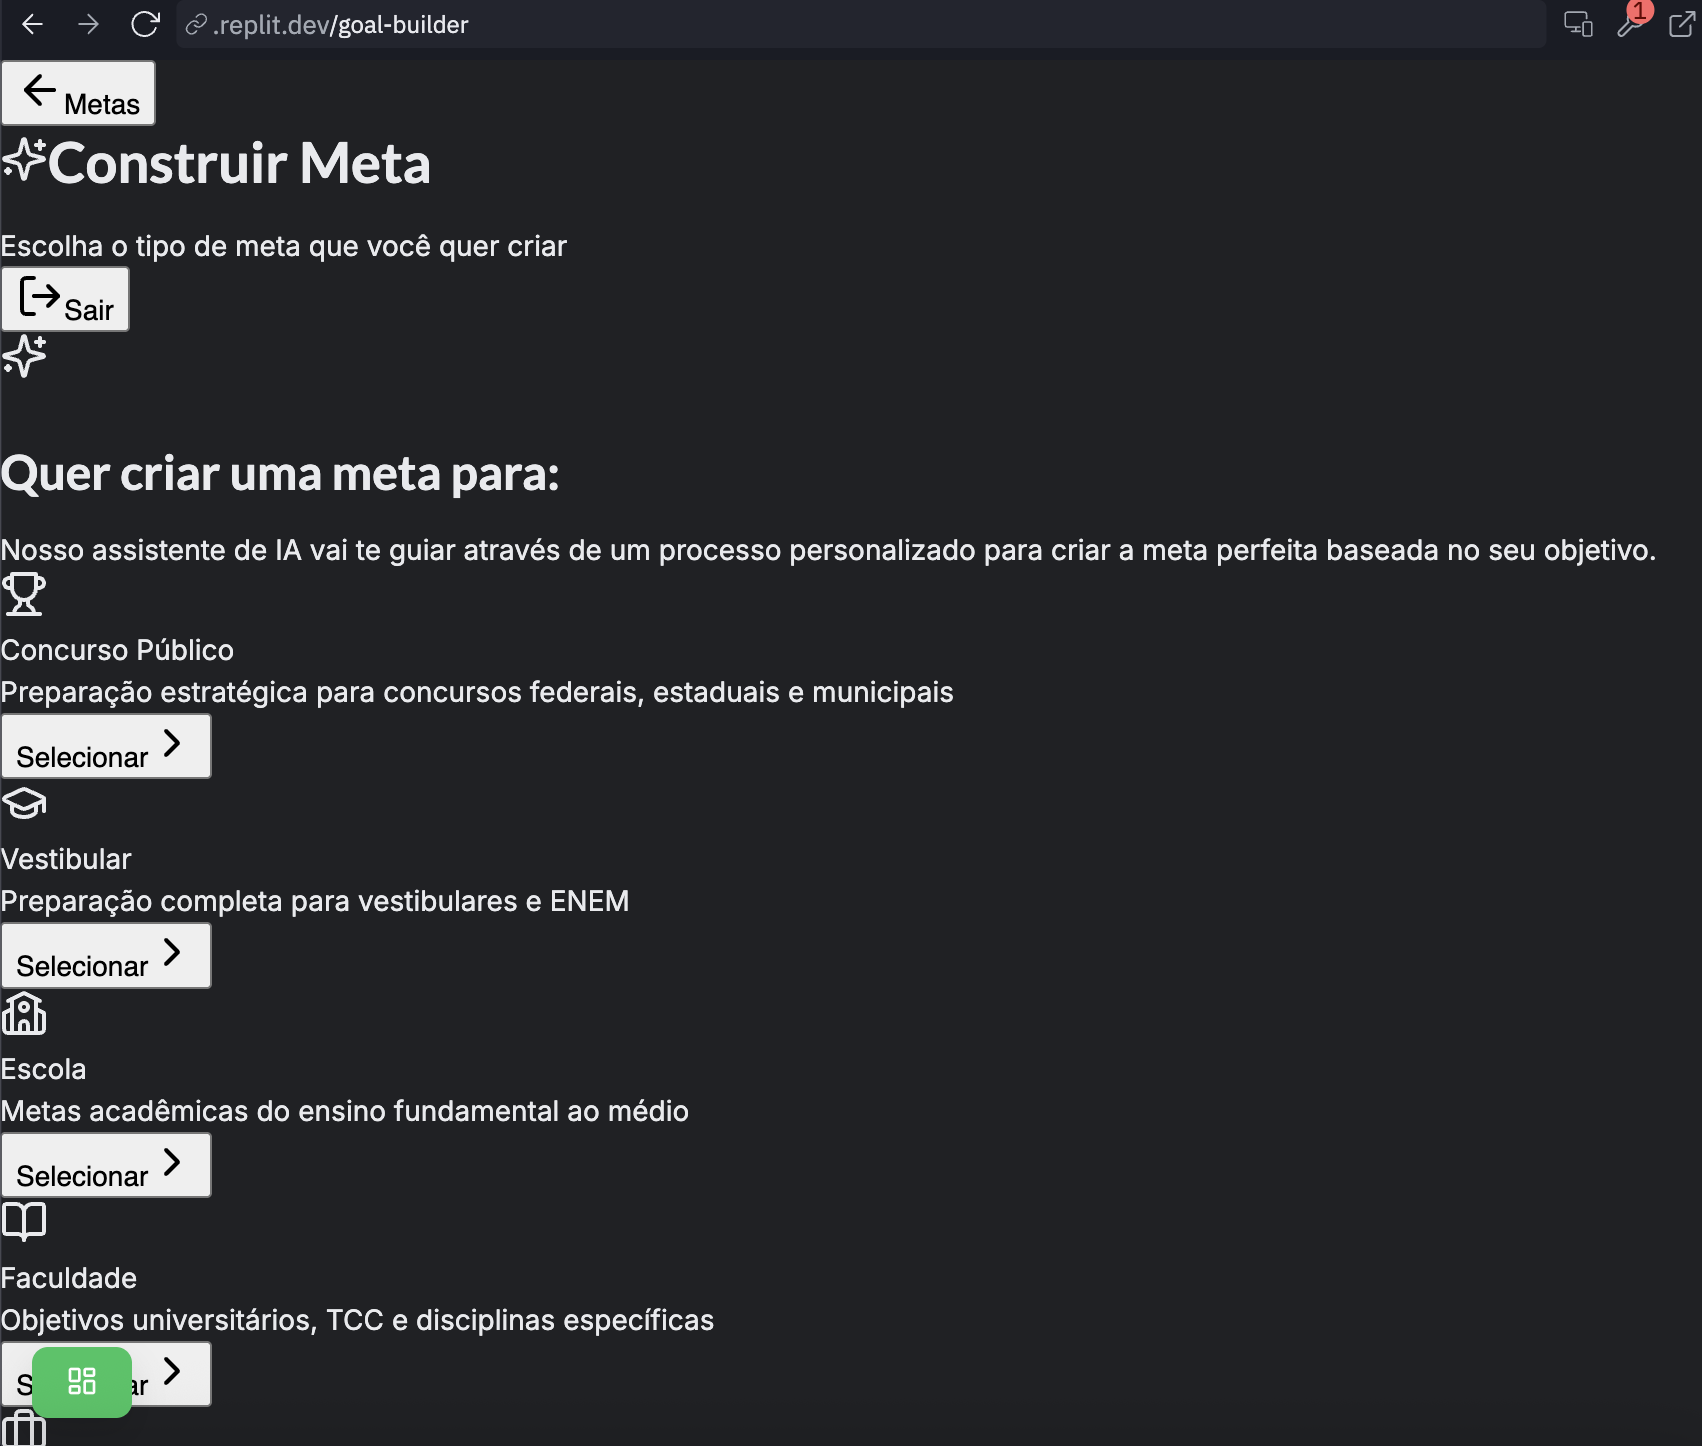 .replit.dev/goal-builder
1
Metas
Construir Meta
Escolha o tipo de meta que você quer criar
Sair
Quer criar uma meta para:
Nosso assistente de IA vai te guiar através de um processo personalizado para criar a meta perfeita baseada no seu objetivo.
Concurso Público
Preparação estratégica para concursos federais, estaduais e municipais
Selecionar
Vestibular
Preparação completa para vestibulares e ENEM
Selecionar
Escola
Metas acadêmicas do ensino fundamental ao médio
Selecionar
Faculdade
Objetivos universitários, TCC e disciplinas específicas